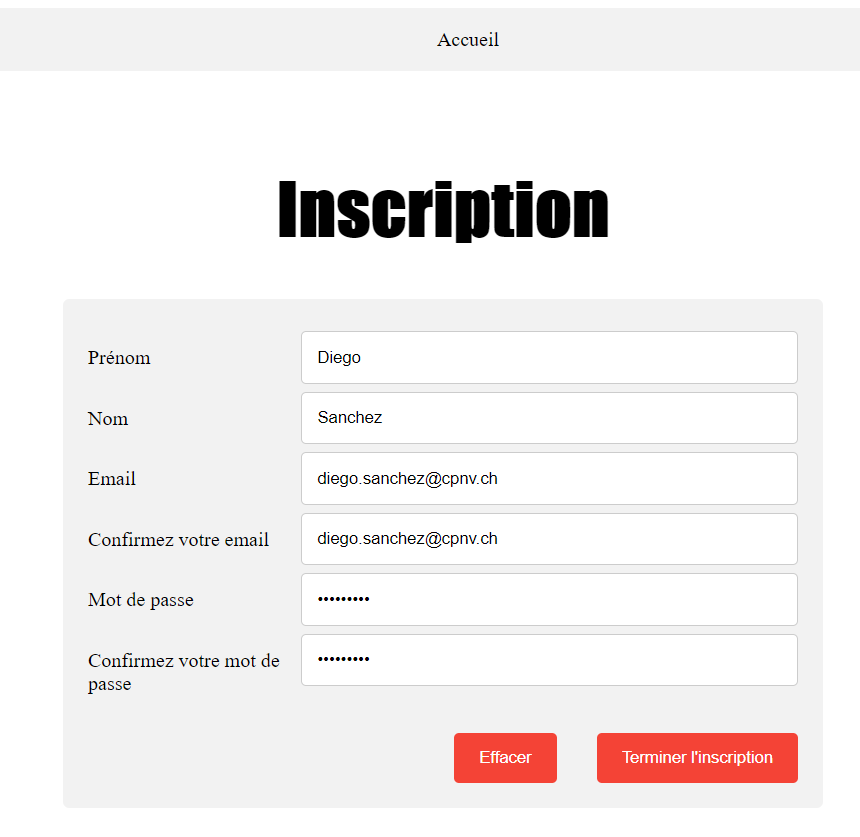 Accueil
Inscription
Prénom
Diego
Nom
Sanchez
Email
diego.sanchez@cpnv.ch
Confirmez votre email
diego.sanchez@cpnv.ch
Mot de passe
•••••••••
Confirmez votre mot de
passe
•••••••••
Effacer
Terminer l'inscription